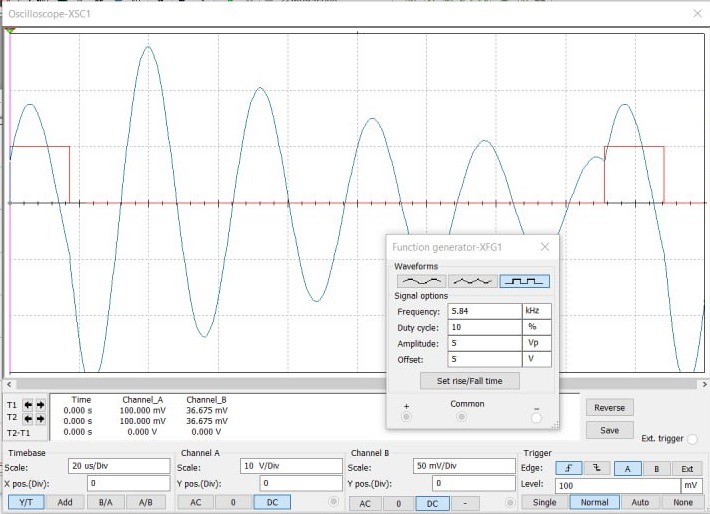 Oscilloscope-XSC1
Function generator-XFG1
Waveforms
Signal options
Frequency: 5.84 kHz
Duty cycle: 10 %
Amplitude: 5 Vp
Offset: 5 V
Set rise/Fall time
+ Common −
Time Channel_A Channel_B
T1 0.000 s 100.000 mV 36.675 mV
T2 0.000 s 100.000 mV 36.675 mV
T2-T1 0.000 s 0.000 V 0.000 V
Reverse
Save
Ext. trigger
Timebase
Scale: 20 us/Div
X pos.(Div): 0
Y/T Add B/A A/B
Channel A
Scale: 10 V/Div
Y pos.(Div): 0
AC 0 DC
Channel B
Scale: 50 mV/Div
Y pos.(Div): 0
AC 0 DC -
Trigger
Edge: A B Ext
Level: 100 mV
Single Normal Auto None